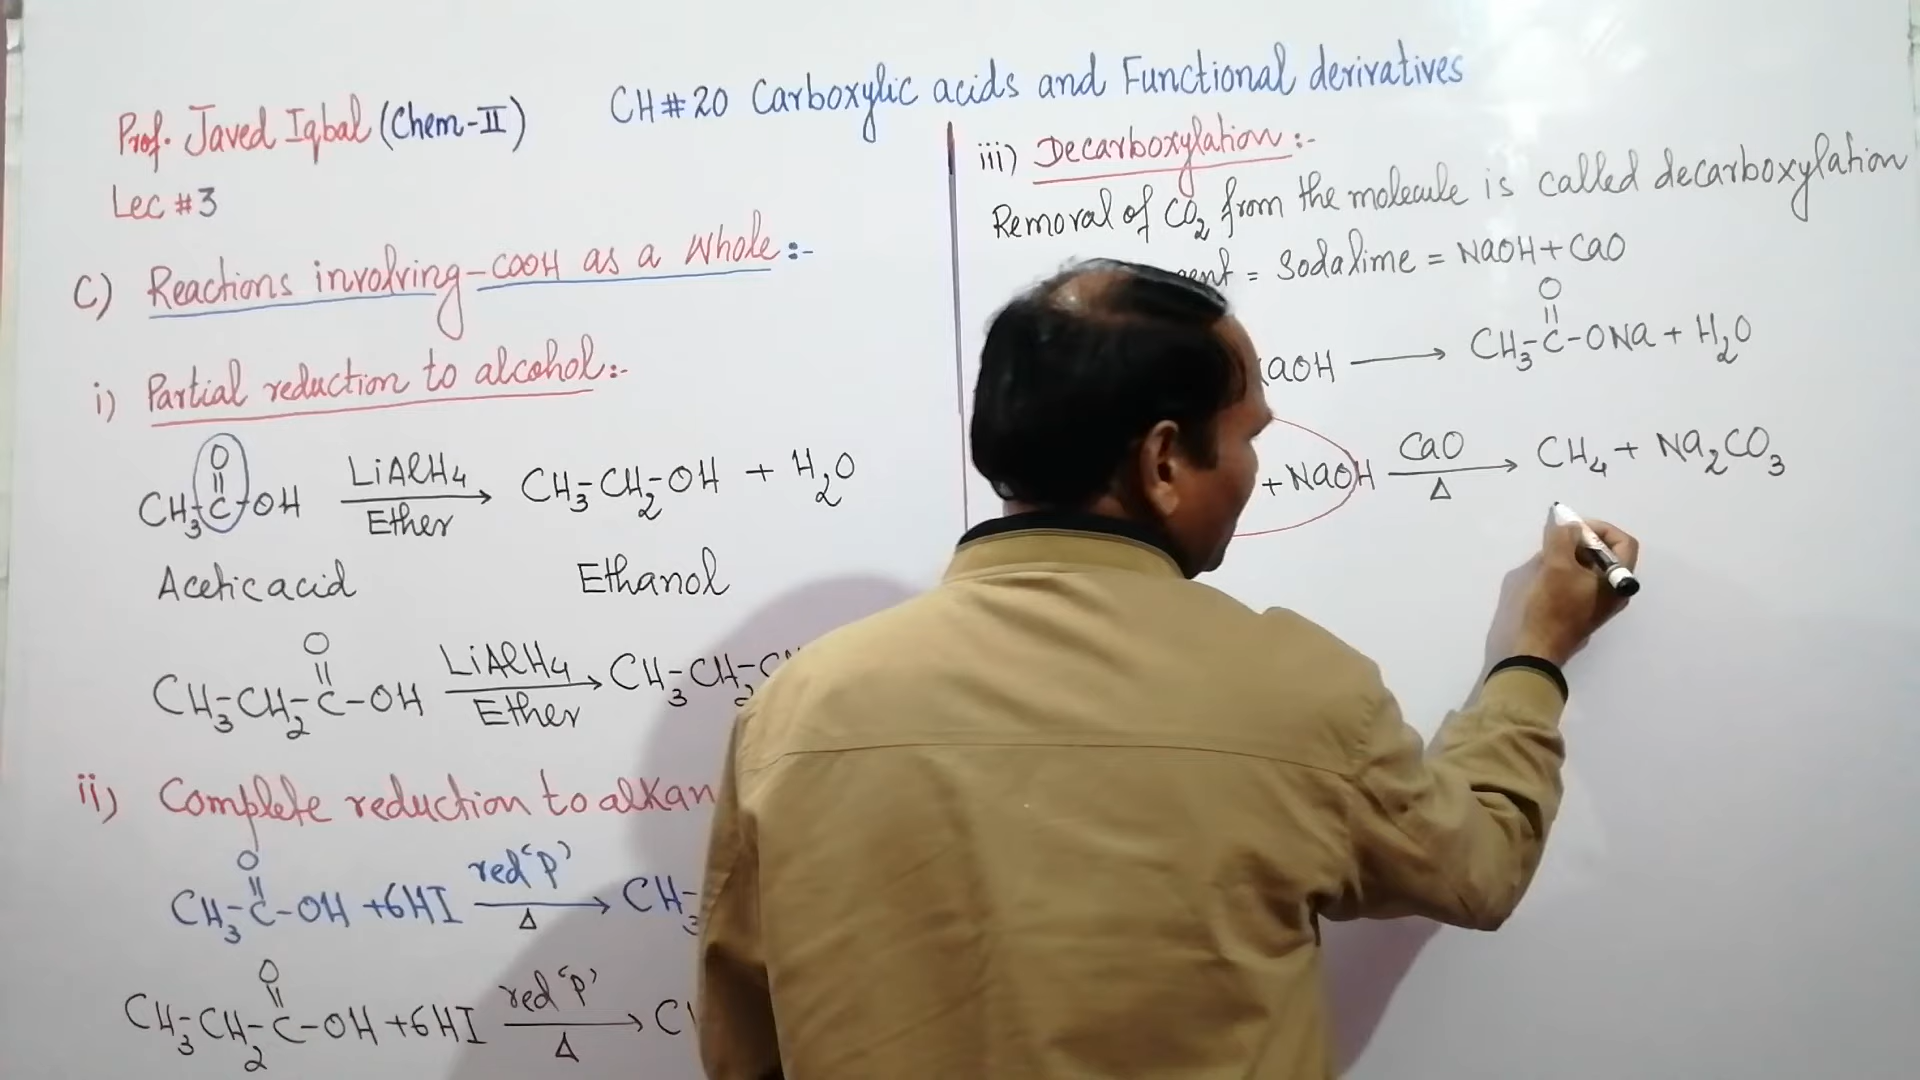 CH#20 Carboxylic acids and Functional derivatives
Prof. Javed Iqbal (Chem-II)
Lec #3
C) Reactions involving -COOH as a Whole:-
i) Partial reduction to alcohol:-
O
||
CH3-C-OH LiAlH4 / Ether → CH3-CH2-OH + H2O
Acetic acid Ethanol
O
||
CH3-CH2-C-OH LiAlH4 / Ether → CH3-CH2-
ii) Complete reduction to
O
||
CH3-C-OH + 6HI red 'P' / Δ → CH3-
O
||
CH3-CH2-C-OH + 6HI red 'P' / Δ → C
iii) Decarboxylation:-
Removal of CO2 from the molecule is called decarboxylation
= Sodalime = NaOH + CaO
O
||
→ CH3-C-ONa + H2O
+ NaOH CaO / Δ → CH4 + Na2CO3